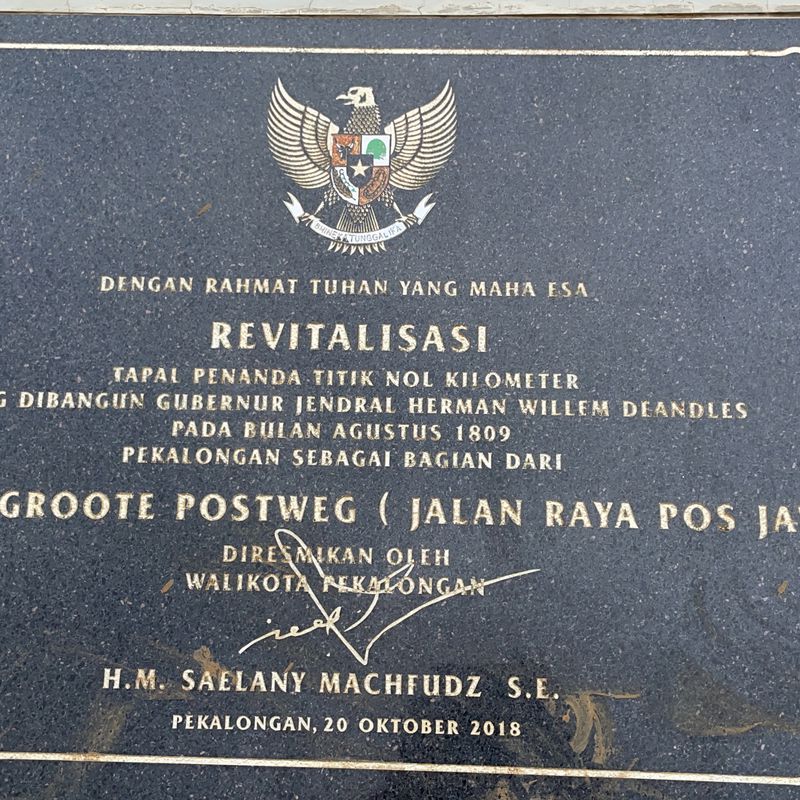 BHINEKA TUNGGAL IKA
DENGAN RAHMAT TUHAN YANG MAHA ESA
REVITALISASI
TAPAL PENANDA TITIK NOL KILOMETER
G DIBANGUN GUBERNUR JENDRAL HERMAN WILLEM DEANDLES
PADA BULAN AGUSTUS 1809
PEKALONGAN SEBAGAI BAGIAN DARI
GROOTE POSTWEG ( JALAN RAYA POS JA
DIRESMIKAN OLEH
WALIKOTA PEKALONGAN
H.M. SAELANY MACHFUDZ S.E.
PEKALONGAN, 20 OKTOBER 2018